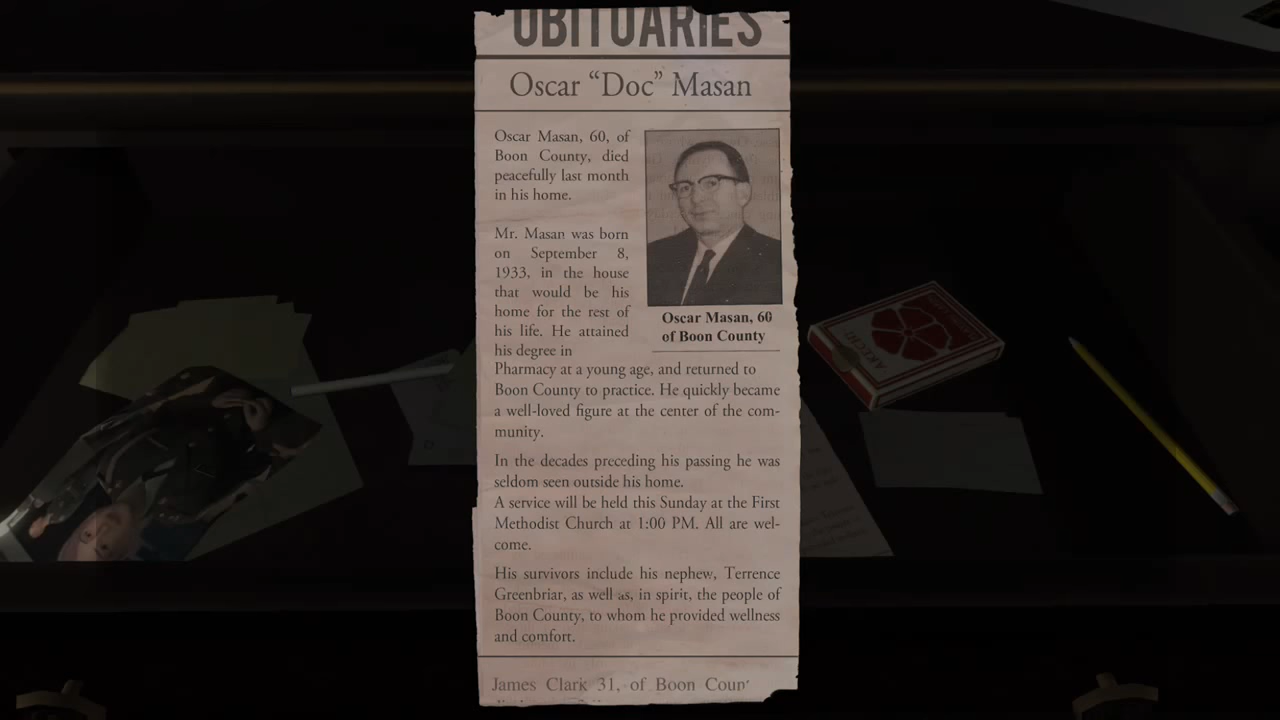 OBITUARIES
Oscar “Doc” Masan
Oscar Masan, 60, of
Boon County, died
peacefully last month
in his home.
Mr. Masan was born
on September 8,
1933, in the house
that would be his
home for the rest of
his life. He attained
his degree in
Pharmacy at a young age, and returned to
Boon County to practice. He quickly became
a well-loved figure at the center of the com-
munity.
In the decades preceding his passing he was
seldom seen outside his home.
A service will be held this Sunday at the First
Methodist Church at 1:00 PM. All are wel-
come.
His survivors include his nephew, Terrence
Greenbriar, as well as, in spirit, the people of
Boon County, to whom he provided wellness
and comfort.
Oscar Masan, 60
of Boon County
James Clark 31, of Boon Coun